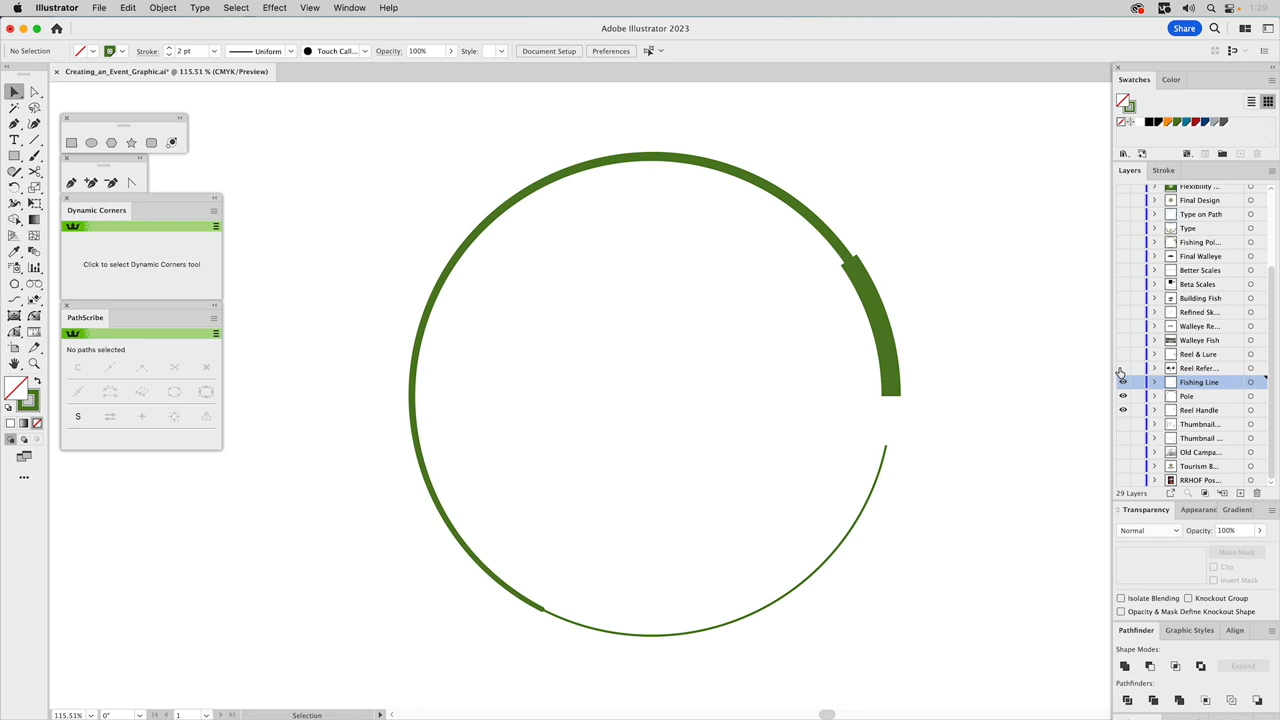 Illustrator File Edit Object Type Select Effect View Window Help 1:29
Adobe Illustrator 2023 Share
No Selection Stroke: 2 pt Uniform Touch Call... Opacity: 100% Style: Document Setup Preferences
Creating_an_Event_Graphic.ai* @ 115.51 % (CMYK/Preview)
Swatches Color
Dynamic Corners
Click to select Dynamic Corners tool
PathScribe
No paths selected
Layers Stroke
Flexibility ...
Final Design
Type on Path
Type
Fishing Pol...
Final Walleye
Better Scales
Beta Scales
Building Fish
Refined Sk...
Walleye Re...
Walleye Fish
Reel & Lure
Reel Refer...
Fishing Line
Pole
Reel Handle
Thumbnail...
Thumbnail ...
Old Campa...
Tourism B...
RRHOF Pos...
29 Layers
Transparency Appearanc Gradient
Normal Opacity: 100%
Make Mask
Clip
Invert Mask
Isolate Blending Knockout Group
Opacity & Mask Define Knockout Shape
Pathfinder Graphic Styles Align
Shape Modes:
Expand
Pathfinders:
115.51% 0° 1 Selection